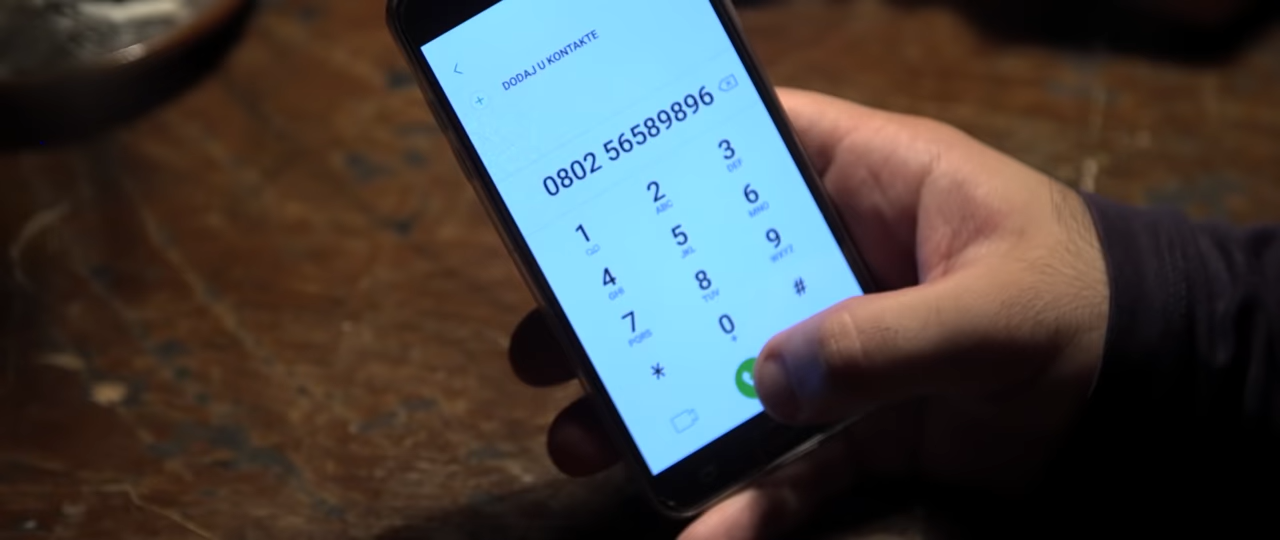 DODAJ U KONTAKTE
0802 56589896
1 2 3
ABC DEF
4 5 6
GHI JKL MNO
7 8 9
PQRS TUV WXYZ
* 0 #
+